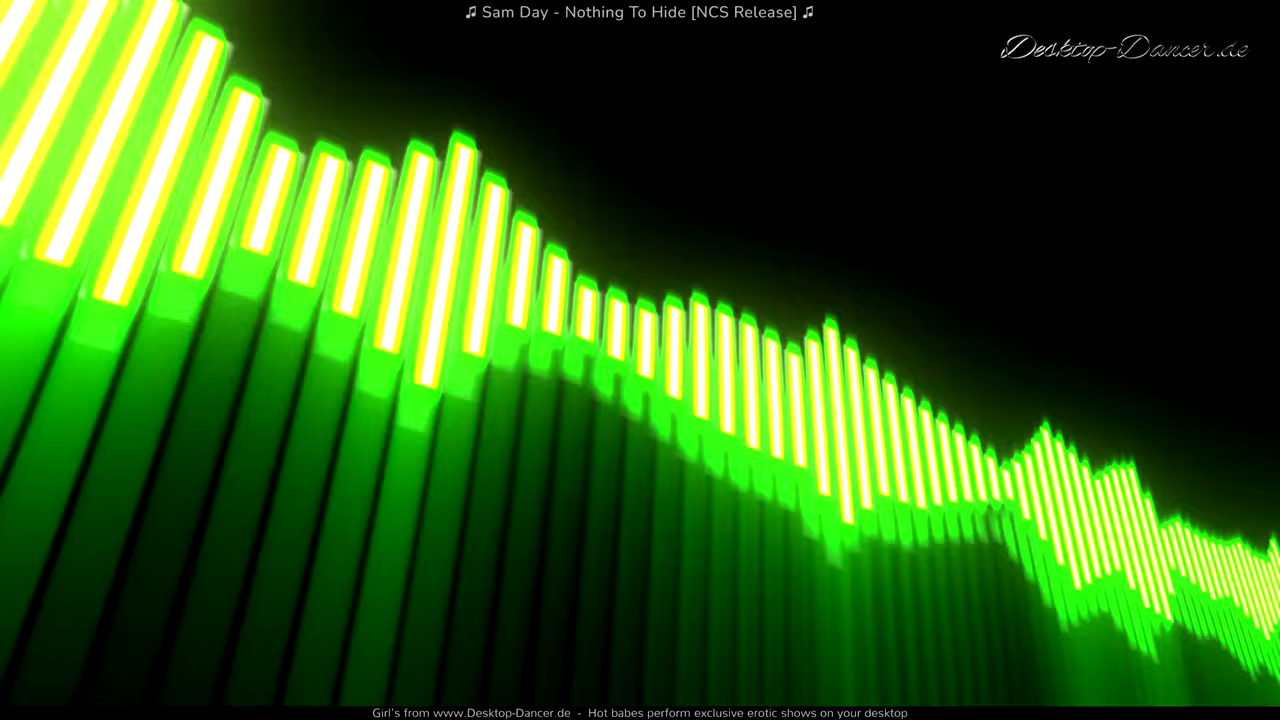 ♫ Sam Day - Nothing To Hide [NCS Release] ♫
Desktop-Dancer.de
Girl's from www.Desktop-Dancer.de - Hot babes perform exclusive erotic shows on your desktop